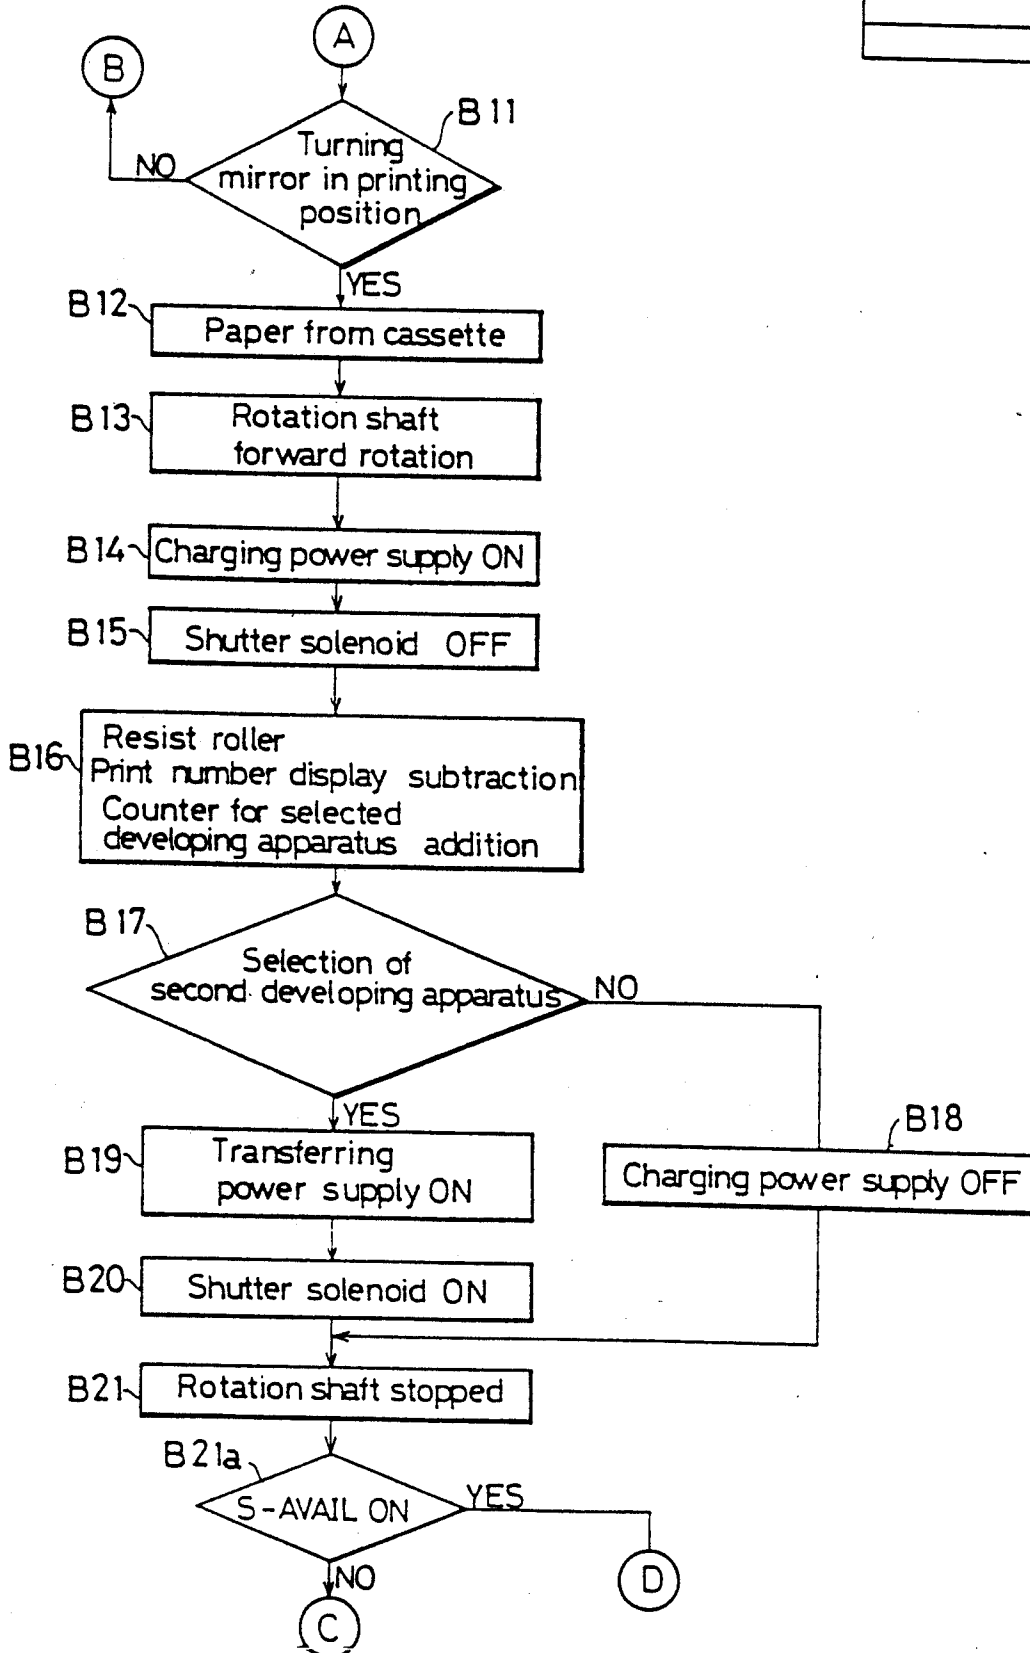 A
B
B11
Turning
mirror in printing
position
NO
YES
B12
Paper from cassette
B13
Rotation shaft
forward rotation
B14
Charging power supply ON
B15
Shutter solenoid OFF
B16
Resist roller
Print number display subtraction
Counter for selected
developing apparatus addition
B17
Selection of
second developing apparatus
NO
YES
B18
Charging power supply OFF
B19
Transferring
power supply ON
B20
Shutter solenoid ON
B21
Rotation shaft stopped
B21a
S-AVAIL ON
YES
NO
D
C